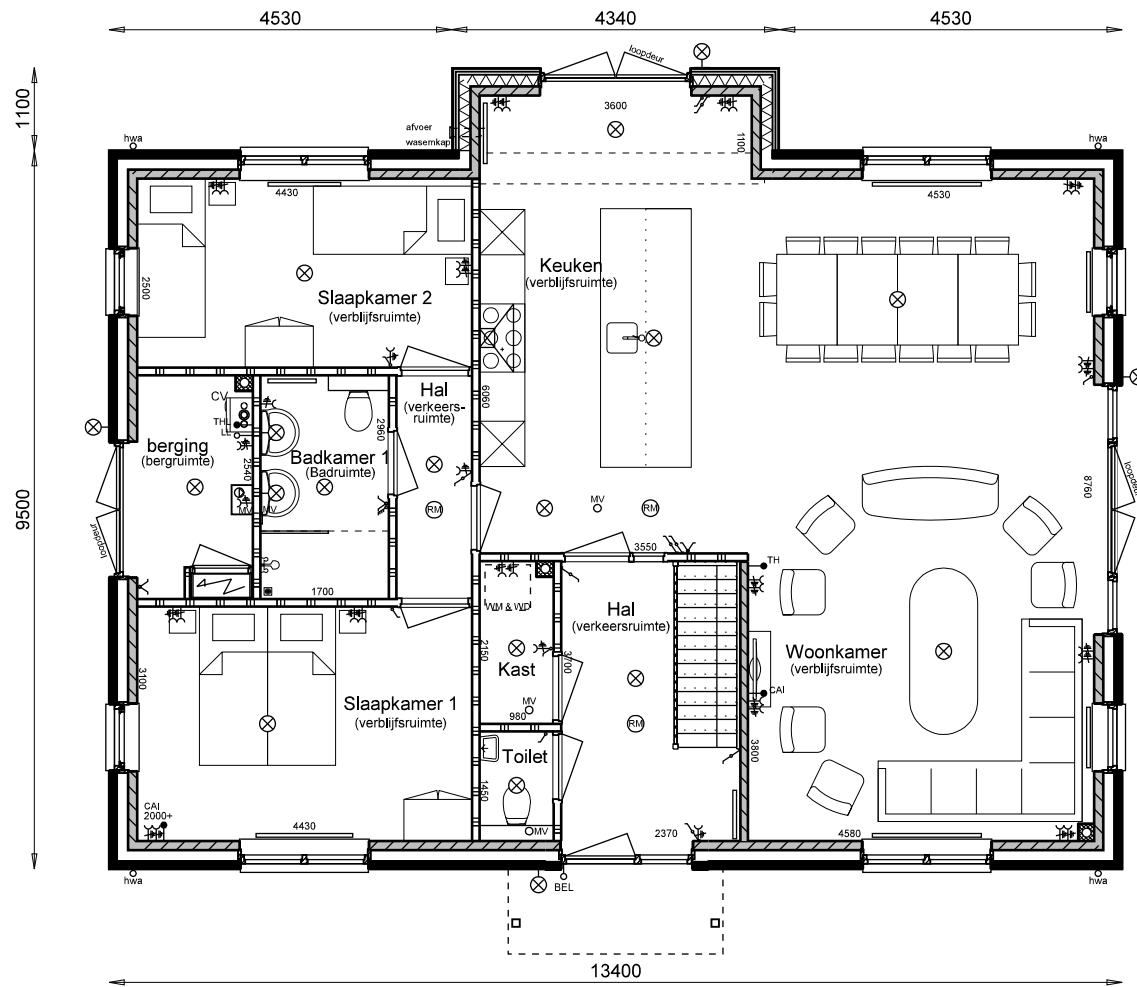 4530
4340
4530
1100
9500
13400
loopdeur
3600
1100
afvoer
wasemkap
hwa
hwa
4430
4530
2500
Slaapkamer 2
(verblijfsruimte)
Keuken
(verblijfsruimte)
6060
Hal
(verkeers-
ruimte)
CV
THL
LL
berging
(bergruimte)
2540
Badkamer 1
(Badruimte)
2960
MV
MV
RM
MV
RM
loopdeur
loopdeur
8760
1700
3550
TH
WM & WD
Hal
(verkeersruimte)
2150
Kast
3700
MV
980
RM
Woonkamer
(verblijfsruimte)
CAI
3100
Slaapkamer 1
(verblijfsruimte)
Toilet
1450
MV
3800
CAI
2000+
4430
2370
4580
hwa
BEL
hwa